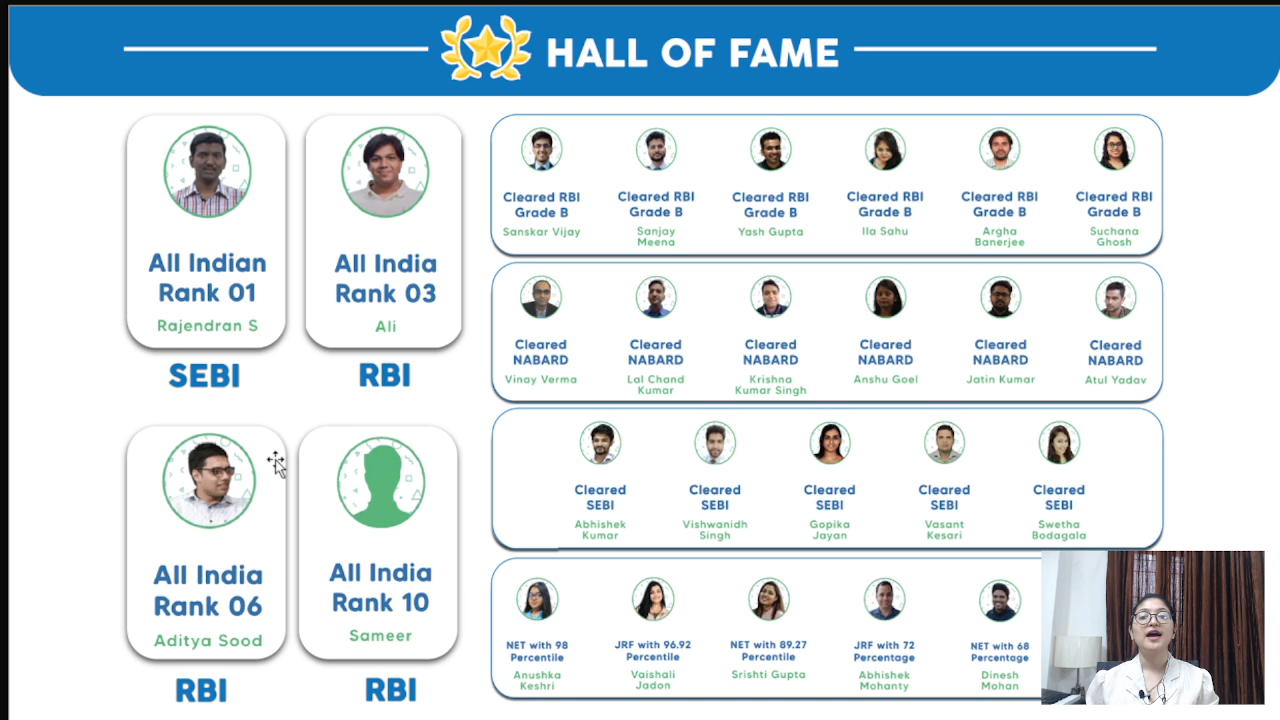 HALL OF FAME
All Indian
Rank 01
Rajendran S
SEBI
All India
Rank 03
Ali
RBI
All India
Rank 06
Aditya Sood
RBI
All India
Rank 10
Sameer
RBI
Cleared RBI
Grade B
Sanskar Vijay
Cleared RBI
Grade B
Sanjay
Meena
Cleared RBI
Grade B
Yash Gupta
Cleared RBI
Grade B
Ila Sahu
Cleared RBI
Grade B
Argha
Banerjee
Cleared RBI
Grade B
Suchana
Ghosh
Cleared
NABARD
Vinay Verma
Cleared
NABARD
Lal Chand
Kumar
Cleared
NABARD
Krishna
Kumar Singh
Cleared
NABARD
Anshu Goel
Cleared
NABARD
Jatin Kumar
Cleared
NABARD
Atul Yadav
Cleared
SEBI
Abhishek
Kumar
Cleared
SEBI
Vishwanidh
Singh
Cleared
SEBI
Gopika
Jayan
Cleared
SEBI
Vasant
Kesari
Cleared
SEBI
Swetha
Bodagala
NET with 98
Percentile
Anushka
Keshri
JRF with 96.92
Percentile
Vaishali
Jadon
NET with 89.27
Percentile
Srishti Gupta
JRF with 72
Percentage
Abhishek
Mohanty
NET with 68
Percentage
Dinesh
Mohan